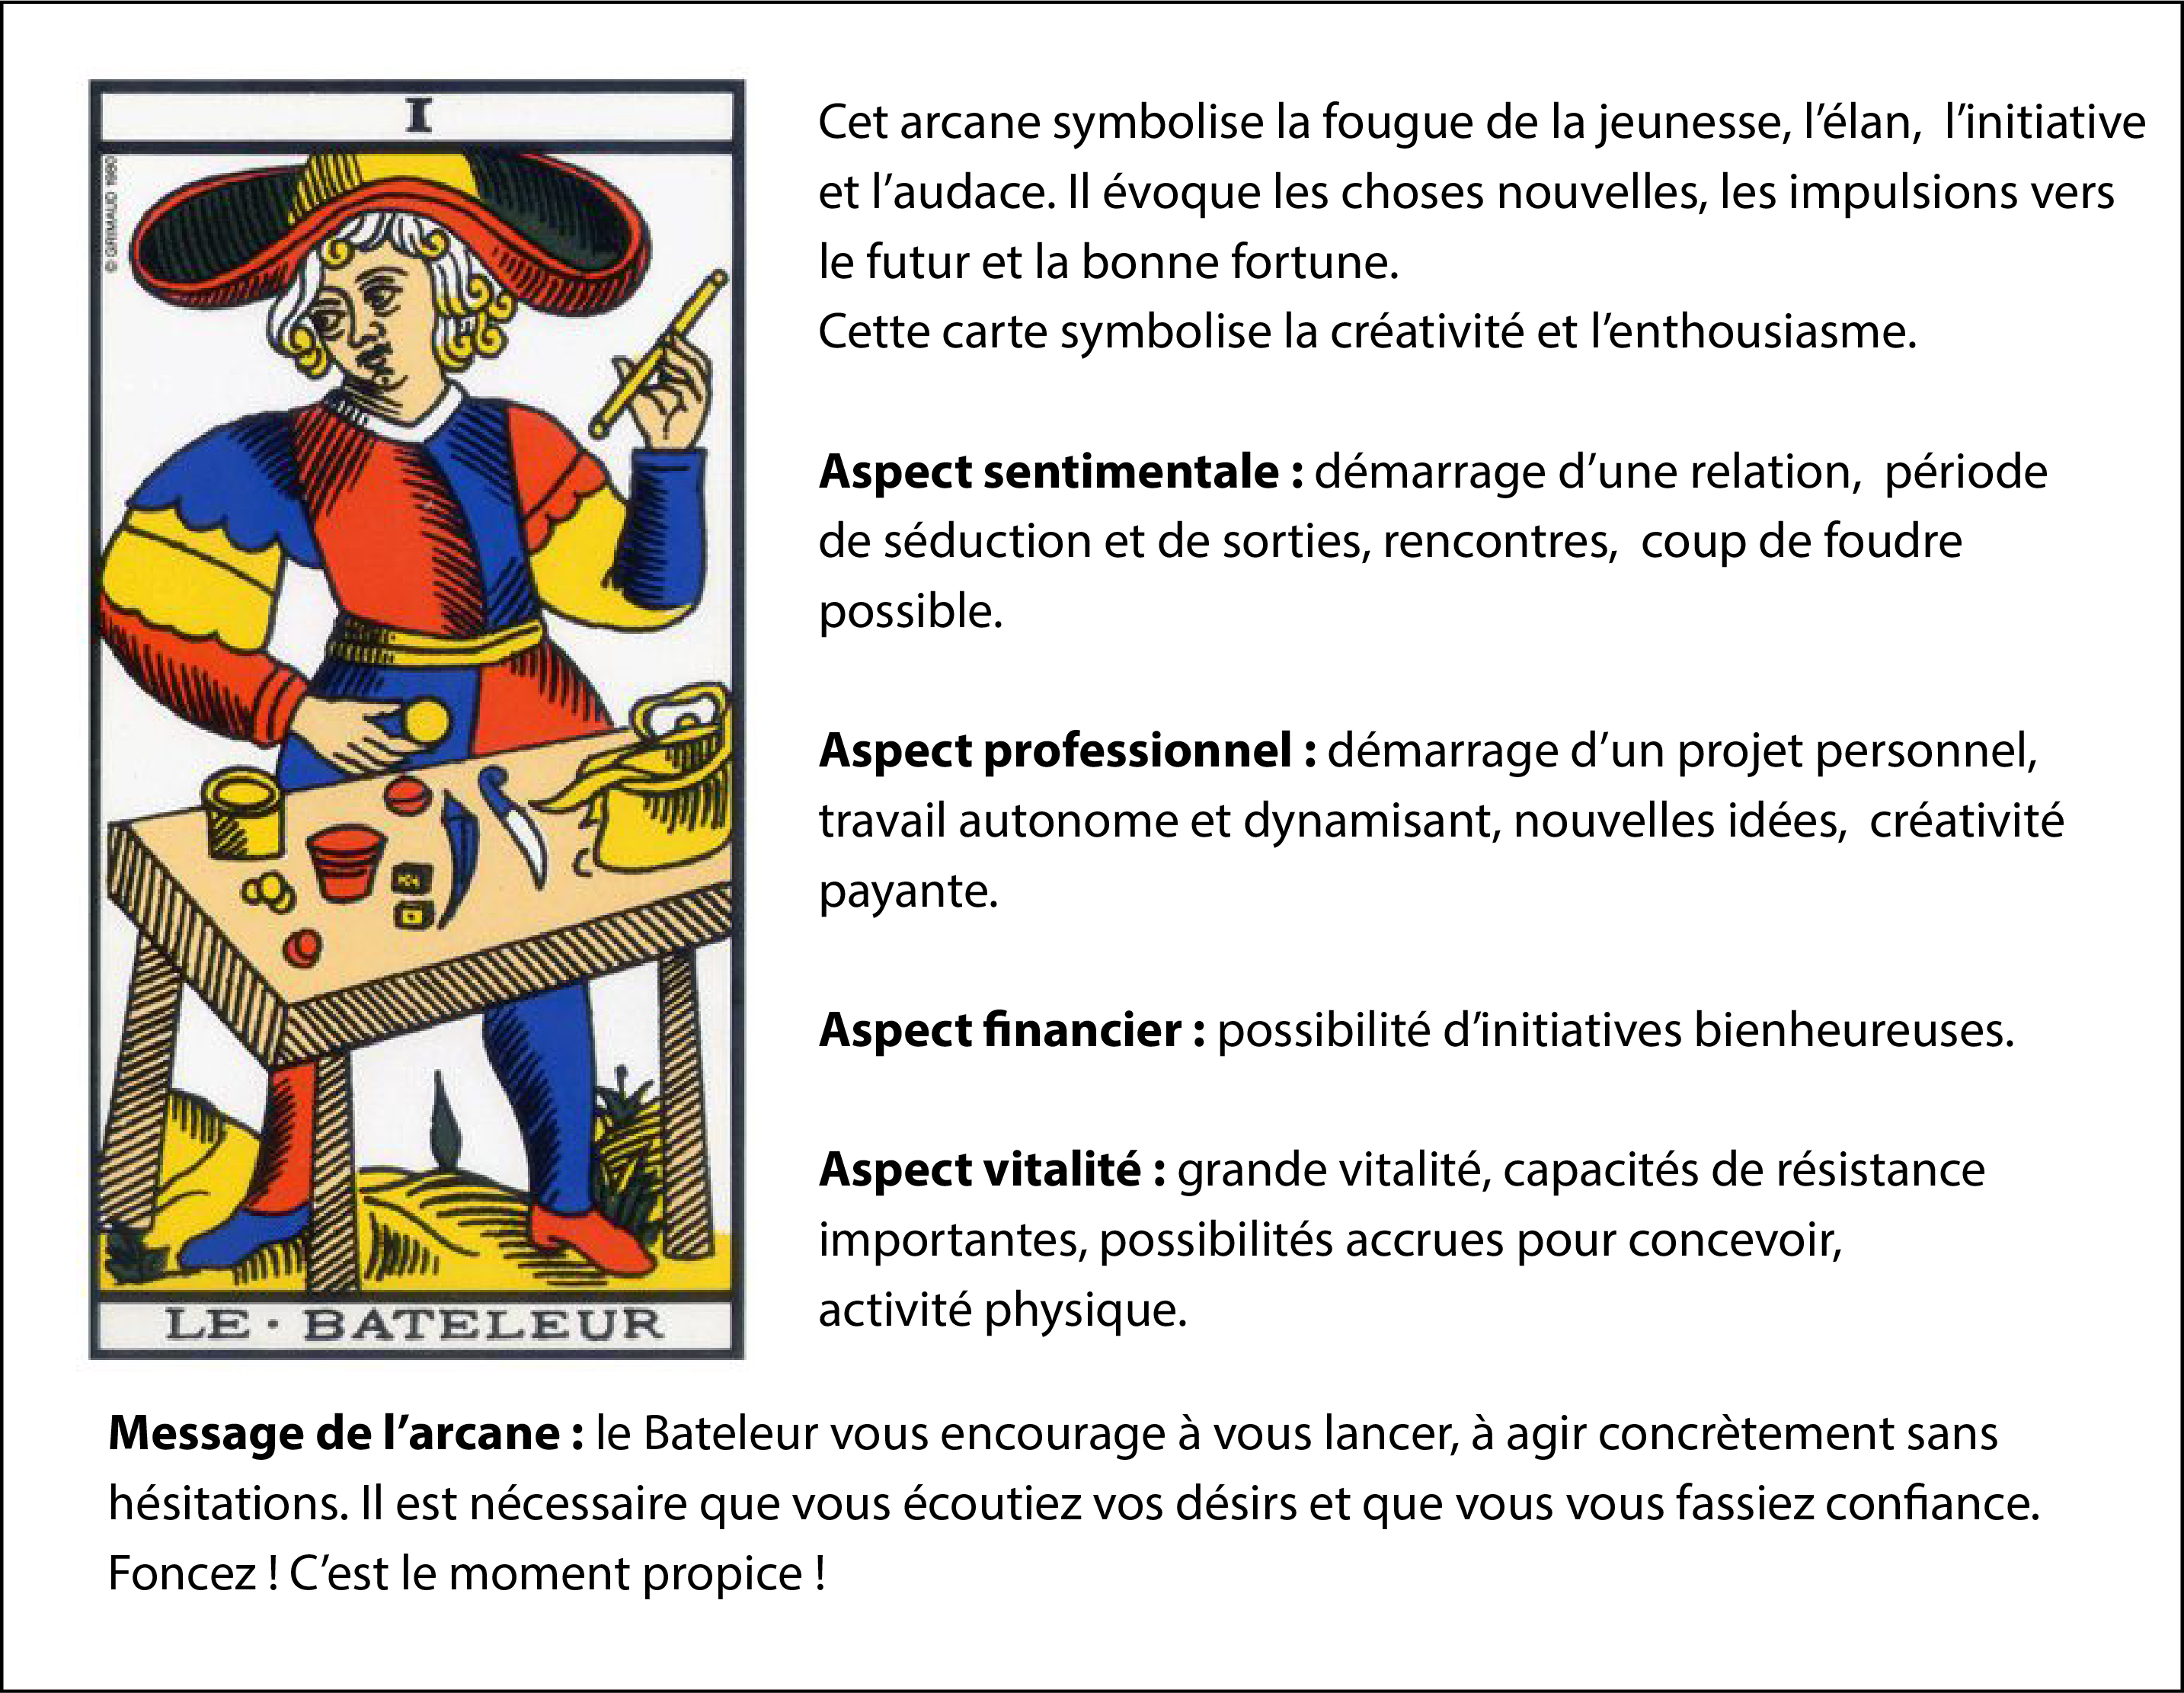 I
© GRIMAUD 1980
Cet arcane symbolise la fougue de la jeunesse, l’élan, l’initiative
et l’audace. Il évoque les choses nouvelles, les impulsions vers
le futur et la bonne fortune.
Cette carte symbolise la créativité et l’enthousiasme.
Aspect sentimentale : démarrage d’une relation, période
de séduction et de sorties, rencontres, coup de foudre
possible.
Aspect professionnel : démarrage d’un projet personnel,
travail autonome et dynamisant, nouvelles idées, créativité
payante.
Aspect financier : possibilité d’initiatives bienheureuses.
Aspect vitalité : grande vitalité, capacités de résistance
importantes, possibilités accrues pour concevoir,
activité physique.
LE · BATELEUR
Message de l’arcane : le Bateleur vous encourage à vous lancer, à agir concrètement sans
hésitations. Il est nécessaire que vous écoutiez vos désirs et que vous vous fassiez confiance.
Foncez ! C’est le moment propice !